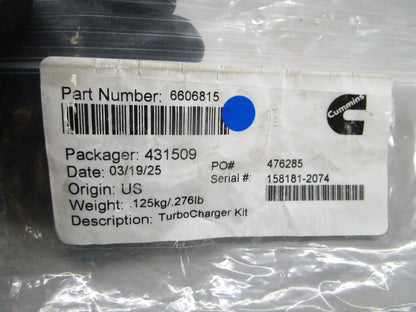 Part Number: 6606815
Cummins
Packager: 431509
Date: 03/19/25
PO# 476285
Origin: US
Serial #: 158181-2074
Weight: .125kg/.276lb
Description: TurboCharger Kit